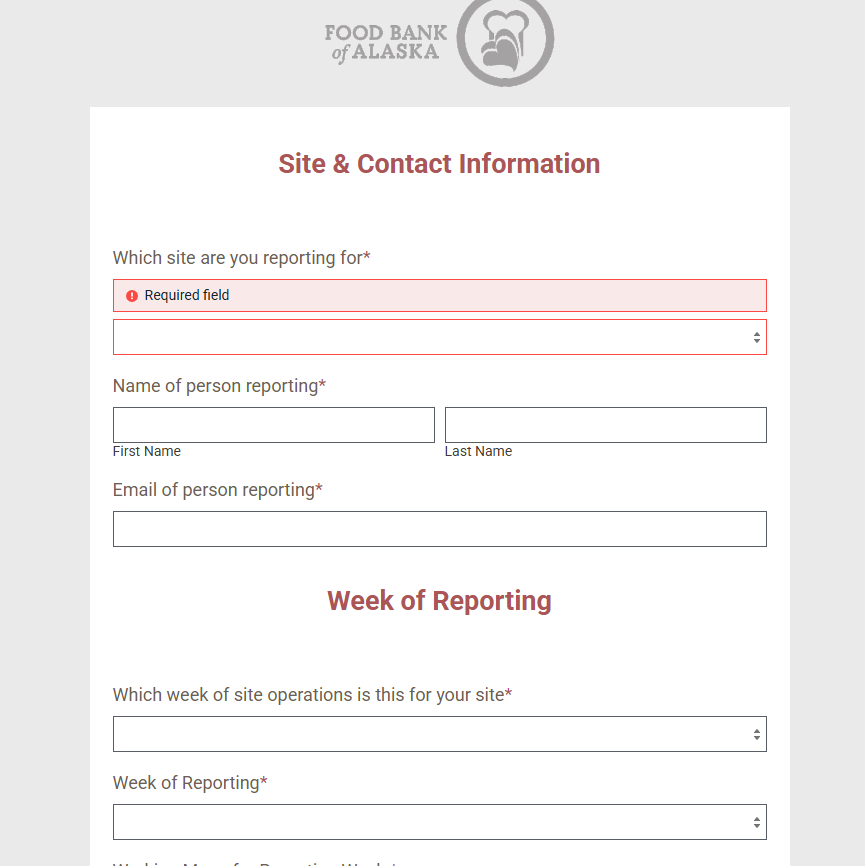 FOOD BANK
of ALASKA
Site & Contact Information
Which site are you reporting for*
Required field
Name of person reporting*
First Name Last Name
Email of person reporting*
Week of Reporting
Which week of site operations is this for your site*
Week of Reporting*